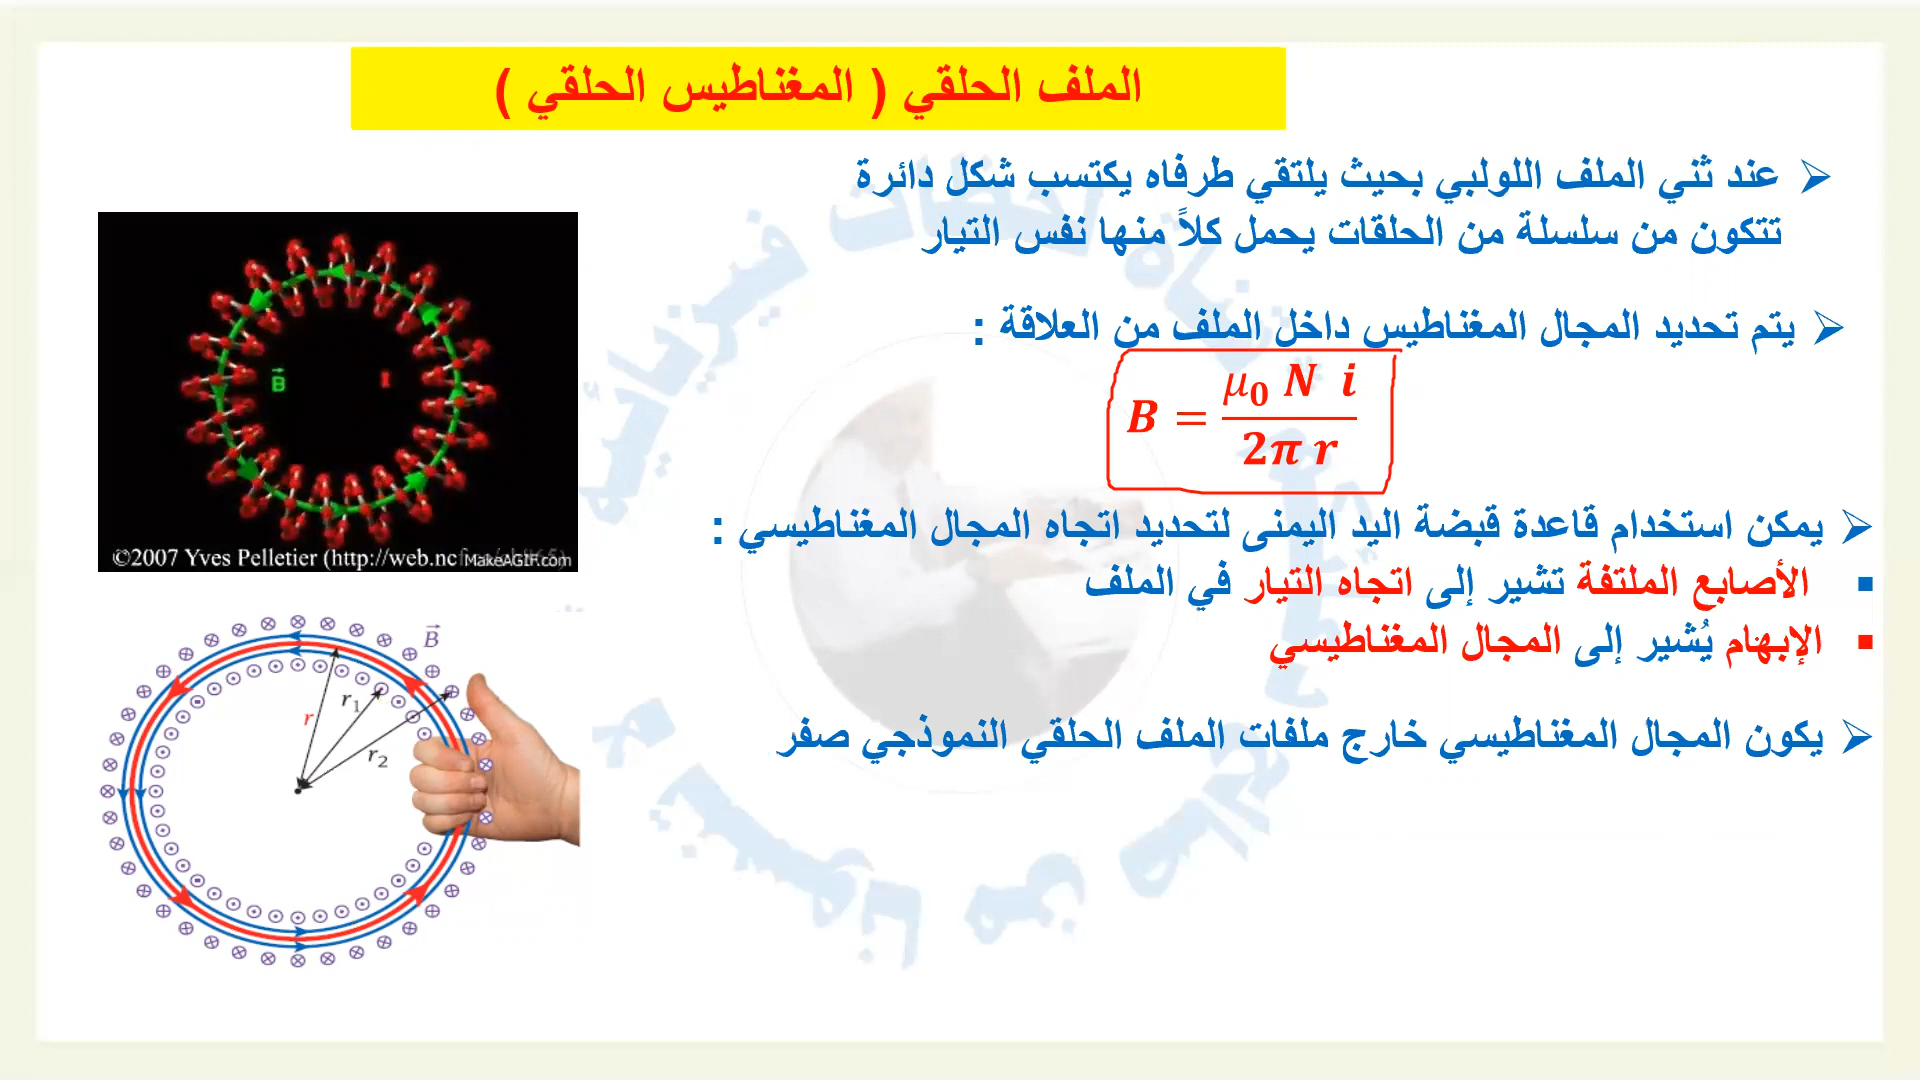 الملف الحلقي ( المغناطيس الحلقي )
عند ثني الملف اللولبي بحيث يلتقي طرفاه يكتسب شكل دائرة
تتكون من سلسلة من الحلقات يحمل كلاً منها نفس التيار
يتم تحديد المجال المغناطيس داخل الملف من العلاقة :
B = μ₀ N i / 2π r
يمكن استخدام قاعدة قبضة اليد اليمنى لتحديد اتجاه المجال المغناطيسي :
الأصابع الملتفة تشير إلى اتجاه التيار في الملف
الإبهام يُشير إلى المجال المغناطيسي
يكون المجال المغناطيسي خارج ملفات الملف الحلقي النموذجي صفر
B I
©2007 Yves Pelletier (http://web.nc
MakeAGIF.com
B
r r₁
r₂